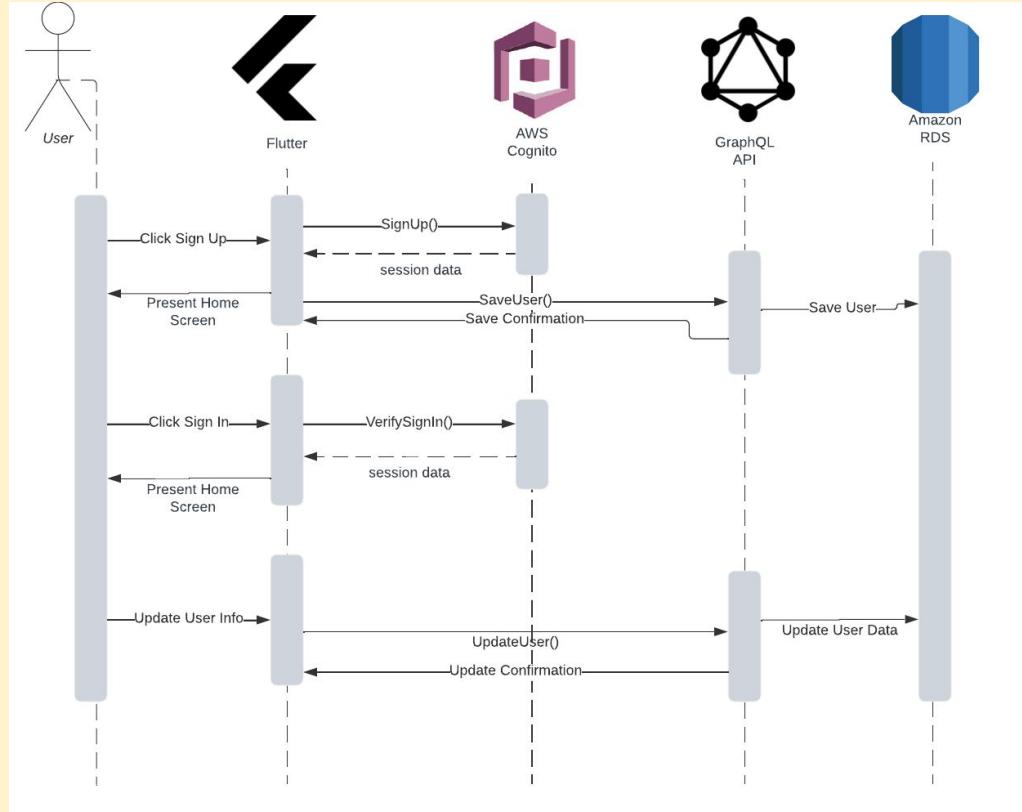 User
Flutter
AWS
Cognito
GraphQL
API
Amazon
RDS
SignUp()
Click Sign Up
session data
Present Home
Screen
SaveUser()
Save User
Save Confirmation
Click Sign In
VerifySignIn()
session data
Present Home
Screen
Update User Info
UpdateUser()
Update User Data
Update Confirmation